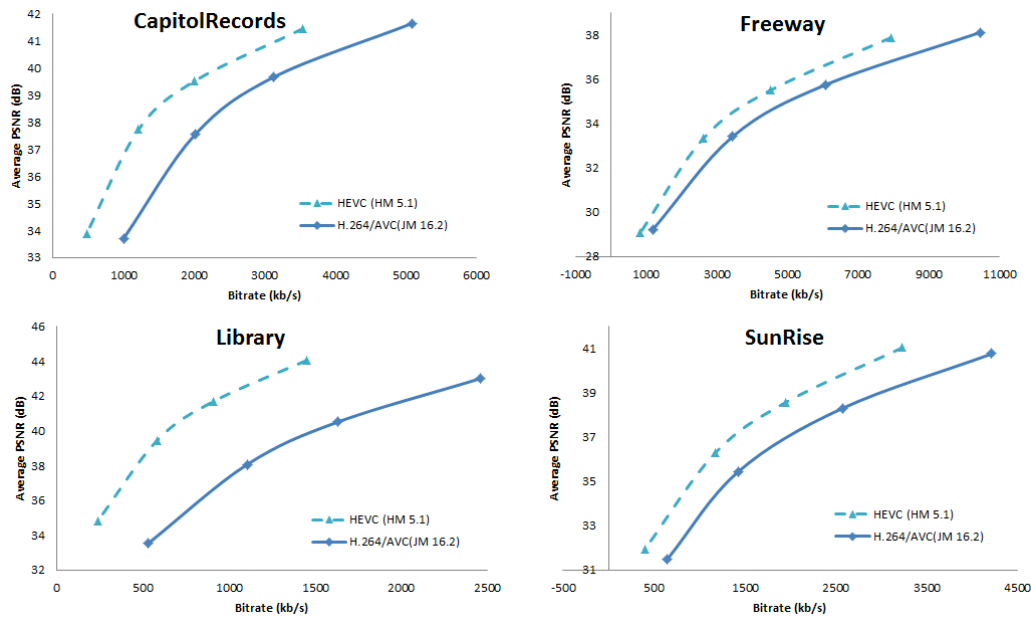 CapitolRecords
Average PSNR (dB)
42
41
40
39
38
37
36
35
34
33
0 1000 2000 3000 4000 5000 6000
Bitrate (kb/s)
HEVC (HM 5.1)
H.264/AVC(JM 16.2)
Freeway
Average PSNR (dB)
38
36
34
32
30
28
-1000 1000 3000 5000 7000 9000 11000
Bitrate (kb/s)
HEVC (HM 5.1)
H.264/AVC(JM 16.2)
Library
Average PSNR (dB)
46
44
42
40
38
36
34
32
0 500 1000 1500 2000 2500
Bitrate (kb/s)
HEVC (HM 5.1)
H.264/AVC(JM 16.2)
SunRise
Average PSNR (dB)
41
39
37
35
33
31
-500 500 1500 2500 3500 4500
Bitrate (kb/s)
HEVC (HM 5.1)
H.264/AVC(JM 16.2)